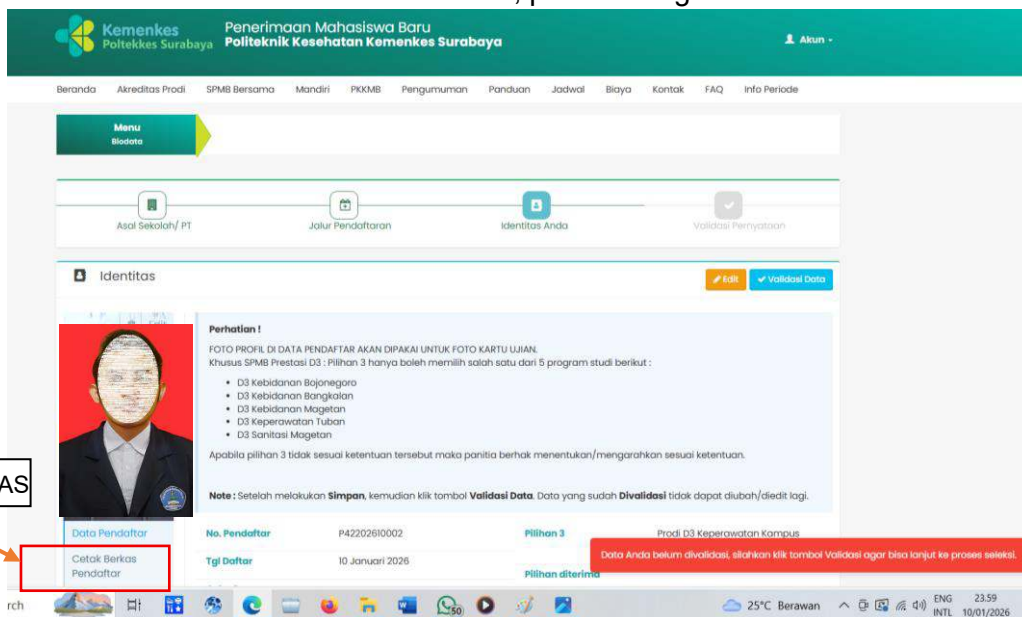 Kemenkes
Poltekkes Surabaya
Penerimaan Mahasiswa Baru
Politeknik Kesehatan Kemenkes Surabaya
Akun
Beranda Akreditas Prodi SPMB Bersama Mandiri PKKMB Pengumuman Panduan Jadwal Biaya Kontak FAQ Info Periode
Menu
Biodata
Asal Sekolah/ PT Jalur Pendaftaran Identitas Anda Validasi Pernyataan
Identitas
Edit Validasi Data
Perhatian !
FOTO PROFIL DI DATA PENDAFTAR AKAN DIPAKAI UNTUK FOTO KARTU UJIAN.
Khusus SPMB Prestasi D3 : Pilihan 3 hanya boleh memilih salah satu dari 5 program studi berikut :
• D3 Kebidanan Bojonegoro
• D3 Kebidanan Bangkalan
• D3 Kebidanan Magetan
• D3 Keperawatan Tuban
• D3 Sanitasi Magetan
Apabila pilihan 3 tidak sesuai ketentuan tersebut maka panitia berhak menentukan/mengarahkan sesuai ketentuan.
AS
Note : Setelah melakukan Simpan, kemudian klik tombol Validasi Data. Data yang sudah Divalidasi tidak dapat diubah/diedit lagi.
Data Pendaftar
No. Pendaftar P42202610002 Pilihan 3 Prodi D3 Keperawatan Kampus
Cetak Berkas
Pendaftar
Tgl Daftar 10 Januari 2026
Data Anda belum divalidasi, silahkan klik tombol Validasi agar bisa lanjut ke proses seleksi.
Pilihan diterima
rch
50
25°C Berawan
ENG
INTL
23.59
10/01/2026